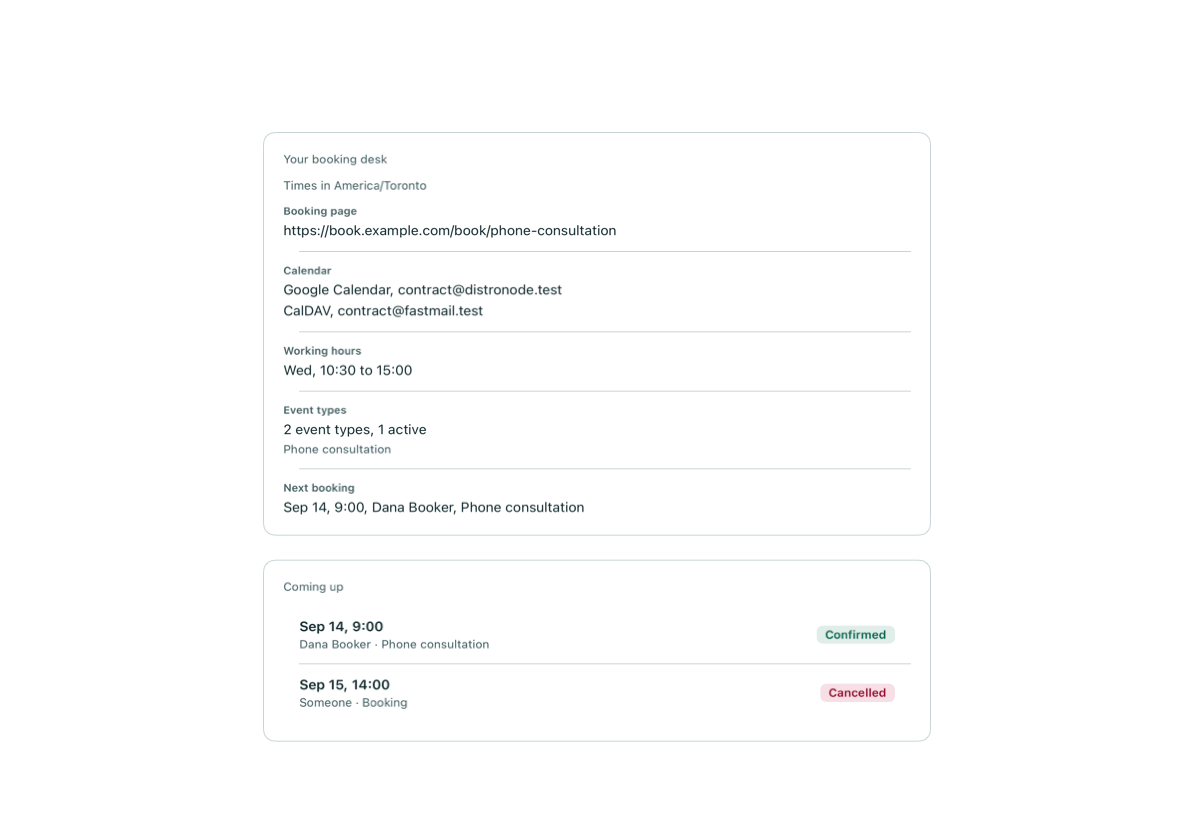 Your booking desk
Times in America/Toronto
Booking page
https://book.example.com/book/phone-consultation
Calendar
Google Calendar, contract@distronode.test
CalDAV, contract@fastmail.test
Working hours
Wed, 10:30 to 15:00
Event types
2 event types, 1 active
Phone consultation
Next booking
Sep 14, 9:00, Dana Booker, Phone consultation
Coming up
Sep 14, 9:00
Dana Booker · Phone consultation
Confirmed
Sep 15, 14:00
Someone · Booking
Cancelled